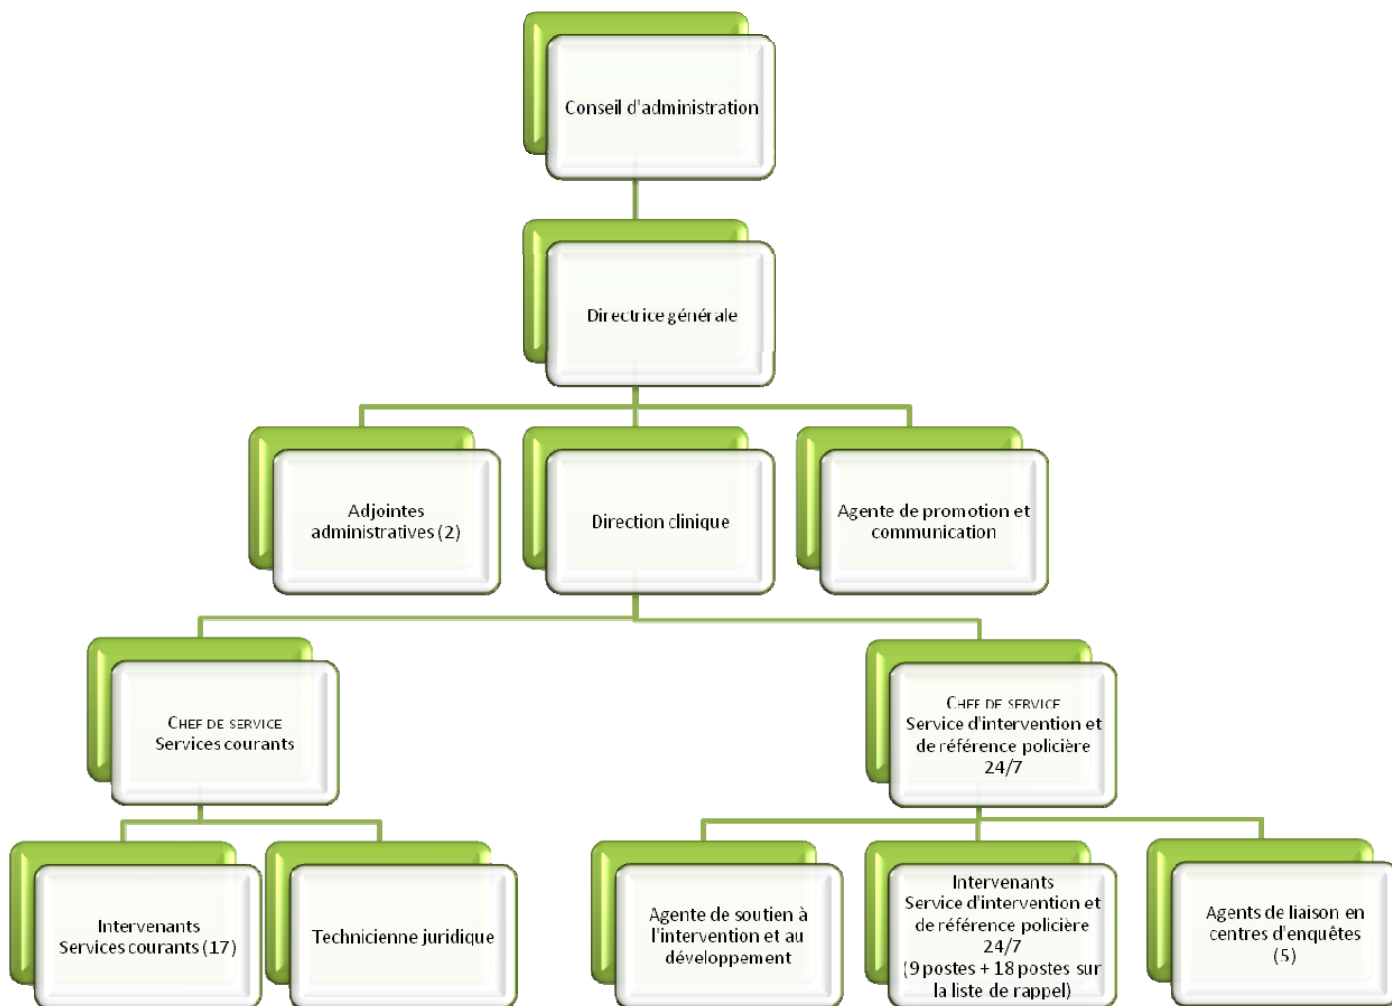 Conseil d'administration
Directrice générale
Adjointes
administratives (2)
Direction clinique
Agente de promotion et
communication
CHEF DE SERVICE
Services courants
CHEF DE SERVICE
Service d'intervention et
de référence policière
24/7
Intervenants
Services courants (17)
Technicienne juridique
Agente de soutien à
l'intervention et au
développement
Intervenants
Service d'intervention et
de référence policière
24/7
(9 postes + 18 postes sur
la liste de rappel)
Agents de liaison en
centres d'enquêtes
(5)